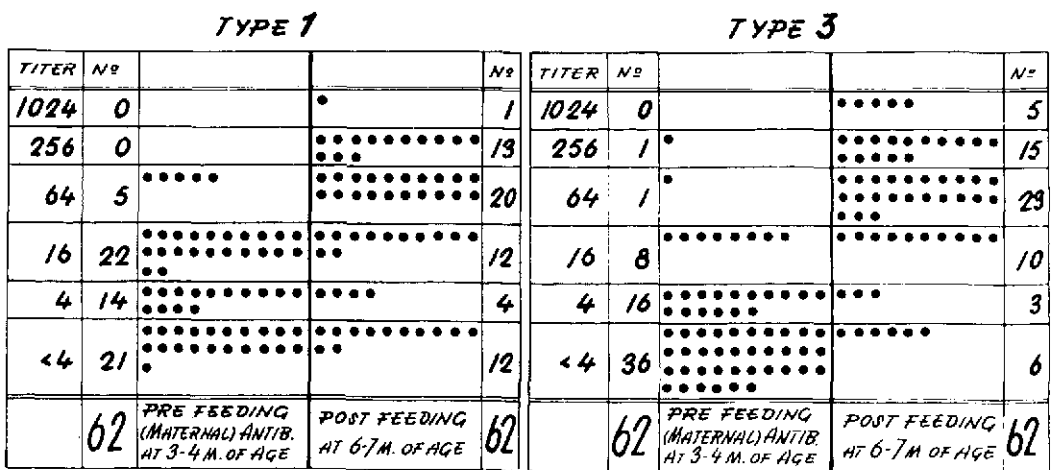 TYPE 1
TITER Nº Nº
1024 0 1
256 0 13
64 5 20
16 22 12
4 14 4
<4 21 12
62 PRE FEEDING
(MATERNAL) ANTIB.
AT 3-4 M. OF AGE
POST FEEDING
AT 6-7 M. OF AGE
62
TYPE 3
TITER Nº Nº
1024 0 5
256 1 15
64 1 23
16 8 10
4 16 3
<4 36 6
62 PRE FEEDING
(MATERNAL) ANTIB.
AT 3-4 M. OF AGE
POST FEEDING
AT 6-7 M. OF AGE
62